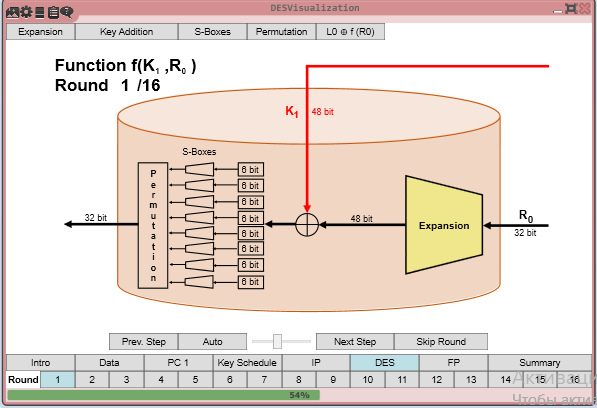 DESVisualization
Expansion Key Addition S-Boxes Permutation L0 ⊕ f (R0)
Function f(K₁ ,R₀ )
Round 1 /16
K₁ 48 bit
S-Boxes
Permutation
6 bit
6 bit
6 bit
6 bit
6 bit
6 bit
6 bit
6 bit
32 bit
48 bit
Expansion
R₀
32 bit
Prev. Step Auto Next Step Skip Round
Intro Data PC 1 Key Schedule IP DES FP Summary
Round 1 2 3 4 5 6 7 8 9 10 11 12 13 14 15 16
54%
Чтобы